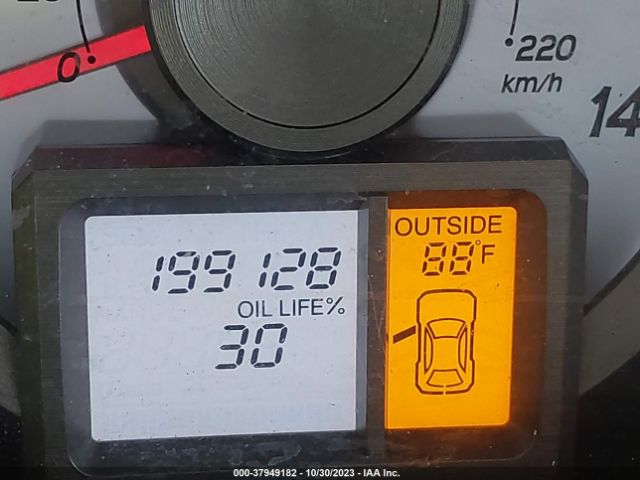 0
220
km/h
14
199128
OIL LIFE%
30
OUTSIDE
88°F
000-37949182 - 10/30/2023 - IAA Inc.